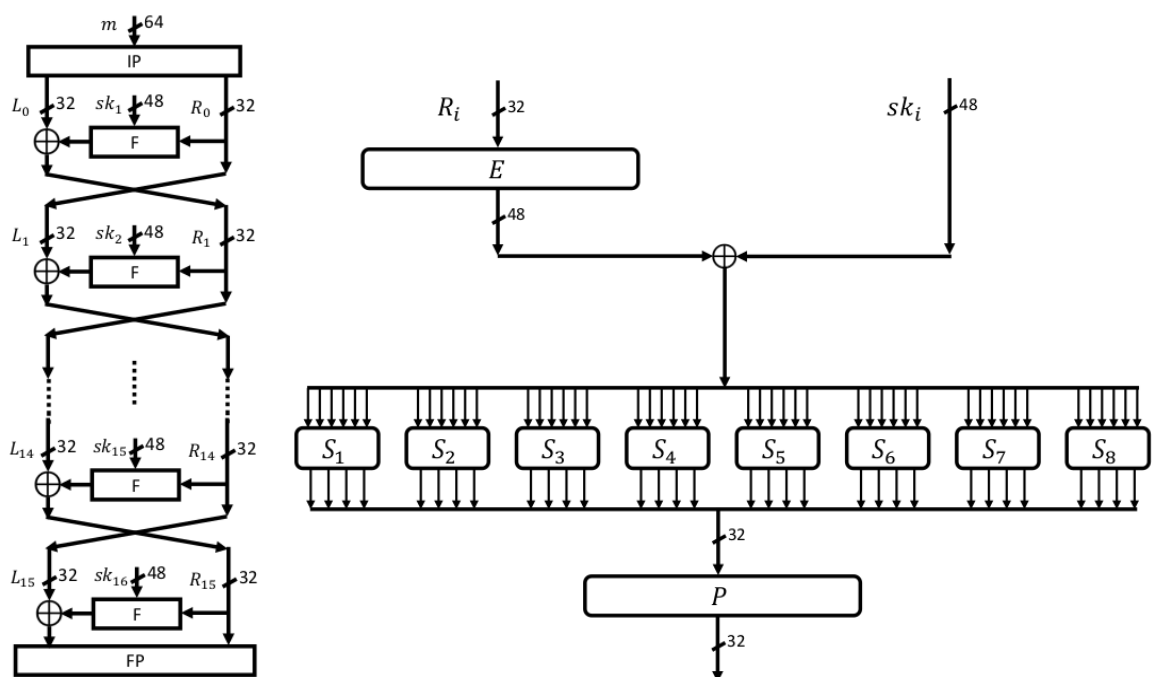 m 64
IP
L₀ 32 sk₁ 48 R₀ 32
F
L₁ 32 sk₂ 48 R₁ 32
F
L₁₄ 32 sk₁₅ 48 R₁₄ 32
F
L₁₅ 32 sk₁₆ 48 R₁₅ 32
F
FP
Rᵢ 32 skᵢ 48
E
48
S₁ S₂ S₃ S₄ S₅ S₆ S₇ S₈
32
P
32